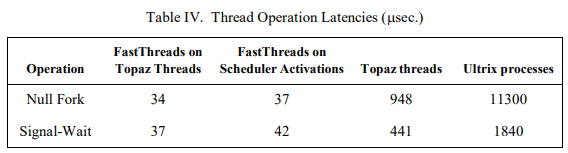 Table IV. Thread Operation Latencies (μsec.)
FastThreads on FastThreads on
Operation Topaz Threads Scheduler Activations Topaz threads Ultrix processes
Null Fork 34 37 948 11300
Signal-Wait 37 42 441 1840